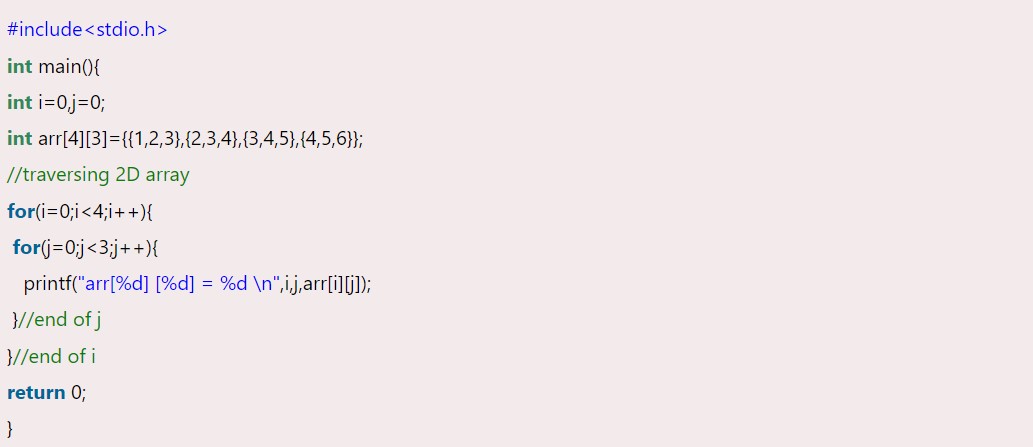 #include<stdio.h>
int main(){
int i=0,j=0;
int arr[4][3]={{1,2,3},{2,3,4},{3,4,5},{4,5,6}};
//traversing 2D array
for(i=0;i<4;i++){
for(j=0;j<3;j++){
printf("arr[%d] [%d] = %d \n",i,j,arr[i][j]);
}//end of j
}//end of i
return 0;
}